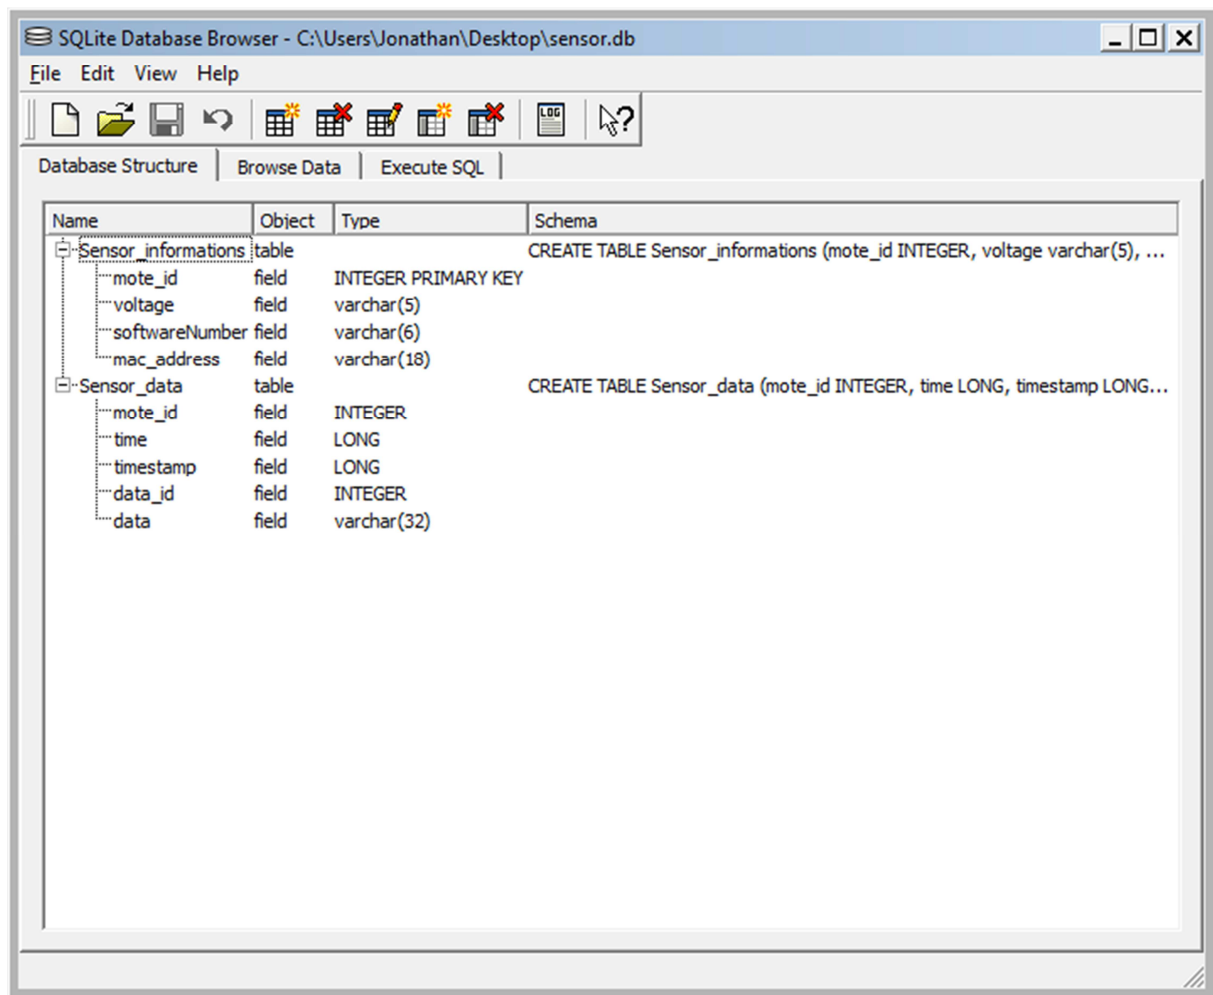 SQLite Database Browser - C:\Users\Jonathan\Desktop\sensor.db
File Edit View Help
LOG ?
Database Structure Browse Data Execute SQL
Name Object Type Schema
Sensor_informations table CREATE TABLE Sensor_informations (mote_id INTEGER, voltage varchar(5), ...
mote_id field INTEGER PRIMARY KEY
voltage field varchar(5)
softwareNumber field varchar(6)
mac_address field varchar(18)
Sensor_data table CREATE TABLE Sensor_data (mote_id INTEGER, time LONG, timestamp LONG...
mote_id field INTEGER
time field LONG
timestamp field LONG
data_id field INTEGER
data field varchar(32)